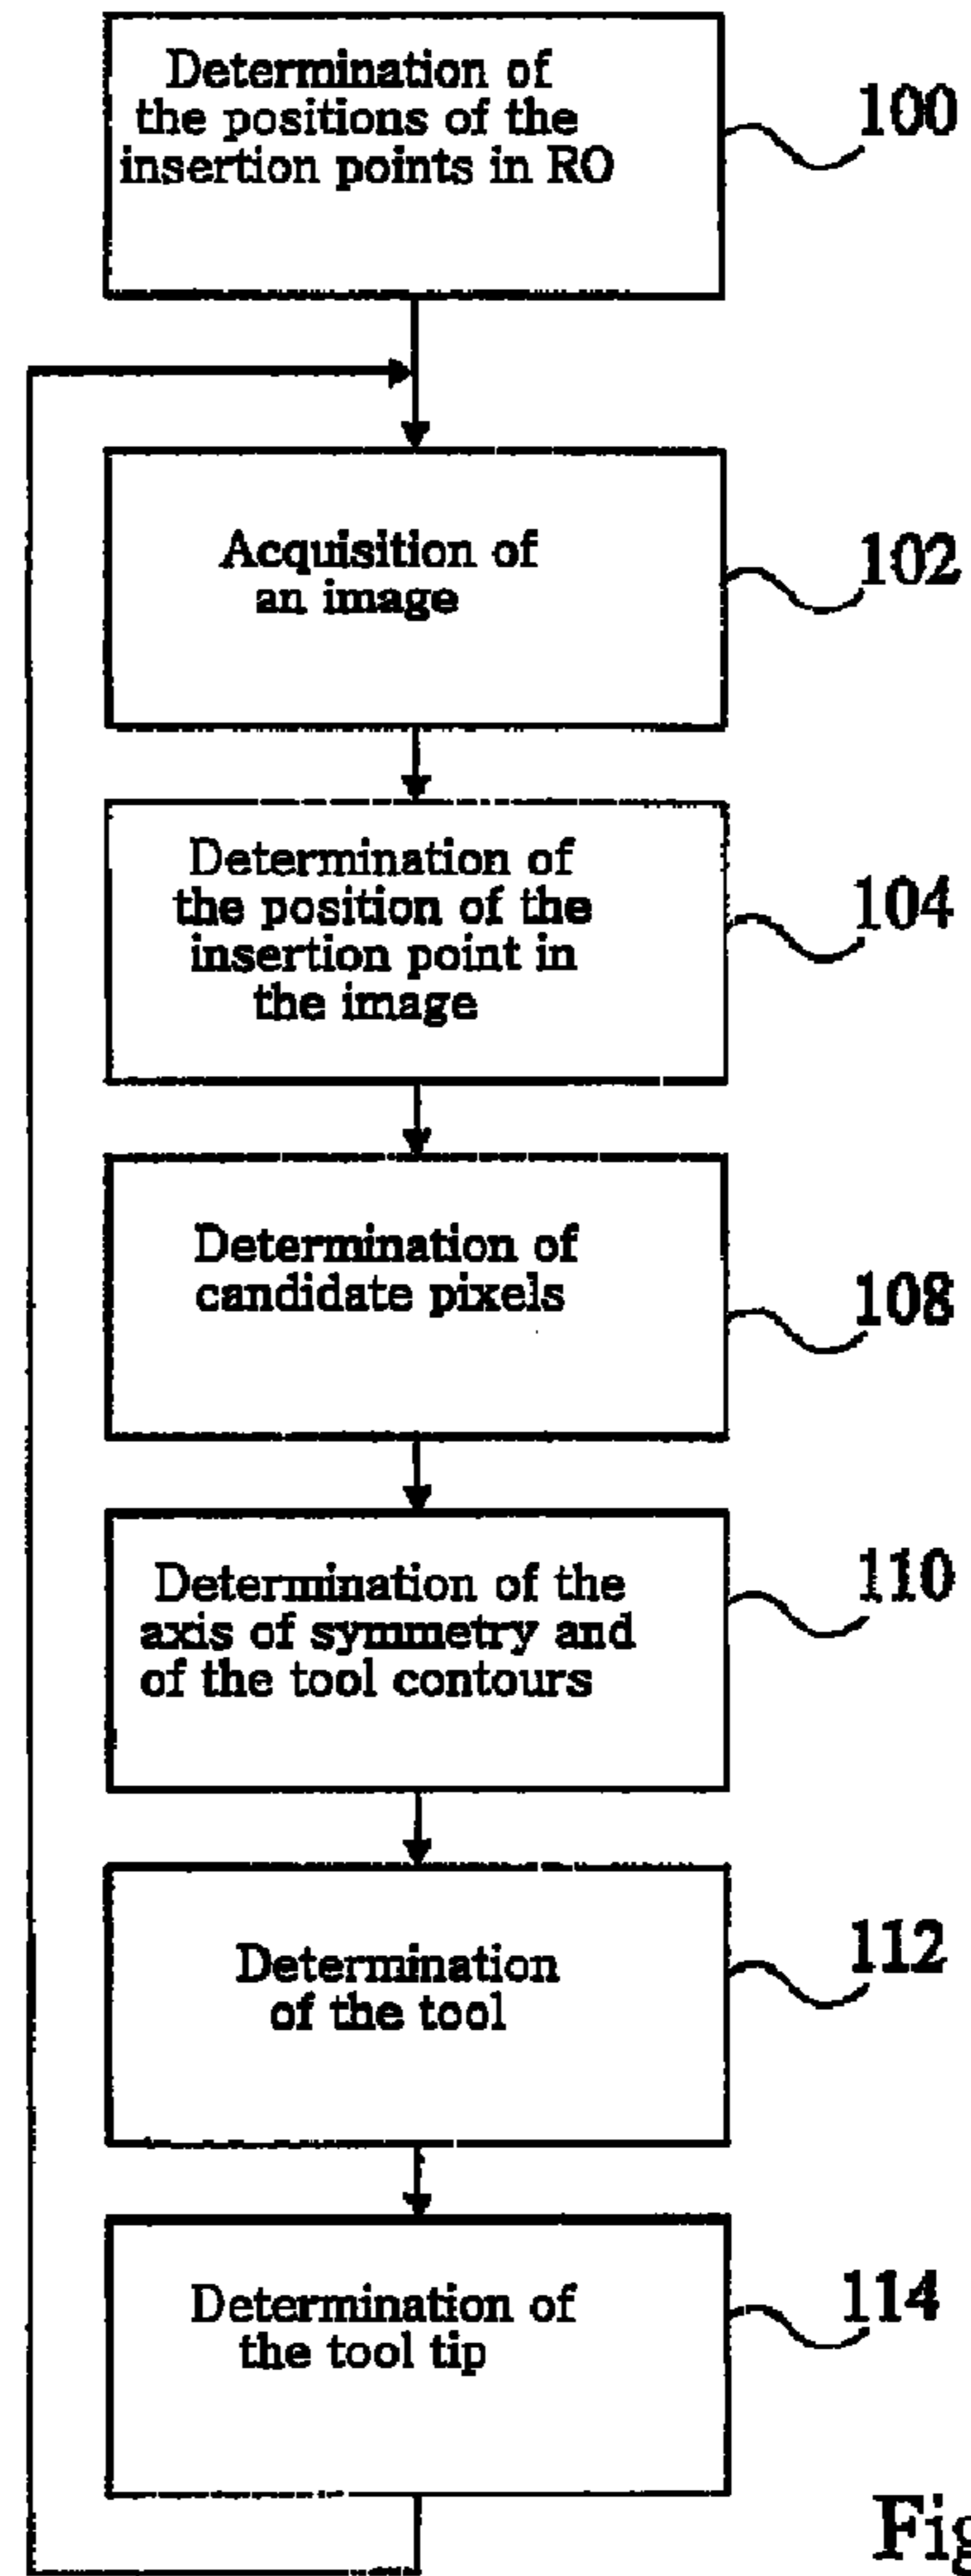 Determination of
the positions of the
insertion points in RO
100
Acquisition of
an image
102
Determination of
the position of the
insertion point in
the image
104
Determination of
candidate pixels
108
Determination of the
axis of symmetry and
of the tool contours
110
Determination
of the tool
112
Determination of
the tool tip
114